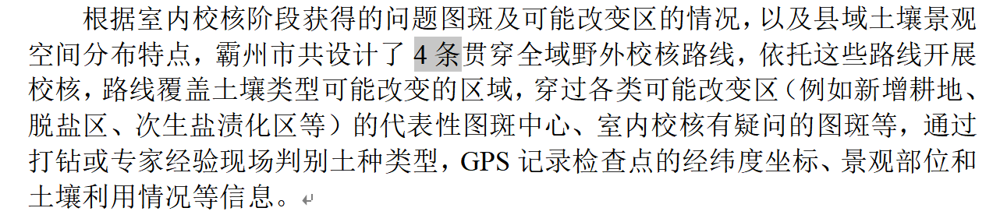 根据室内校核阶段获得的问题图斑及可能改变区的情况，以及县域土壤景观
空间分布特点，霸州市共设计了 4 条贯穿全域野外校核路线，依托这些路线开展
校核，路线覆盖土壤类型可能改变的区域，穿过各类可能改变区（例如新增耕地、
脱盐区、次生盐渍化区等）的代表性图斑中心、室内校核有疑问的图斑等，通过
打钻或专家经验现场判别土种类型，GPS 记录检查点的经纬度坐标、景观部位和
土壤利用情况等信息。